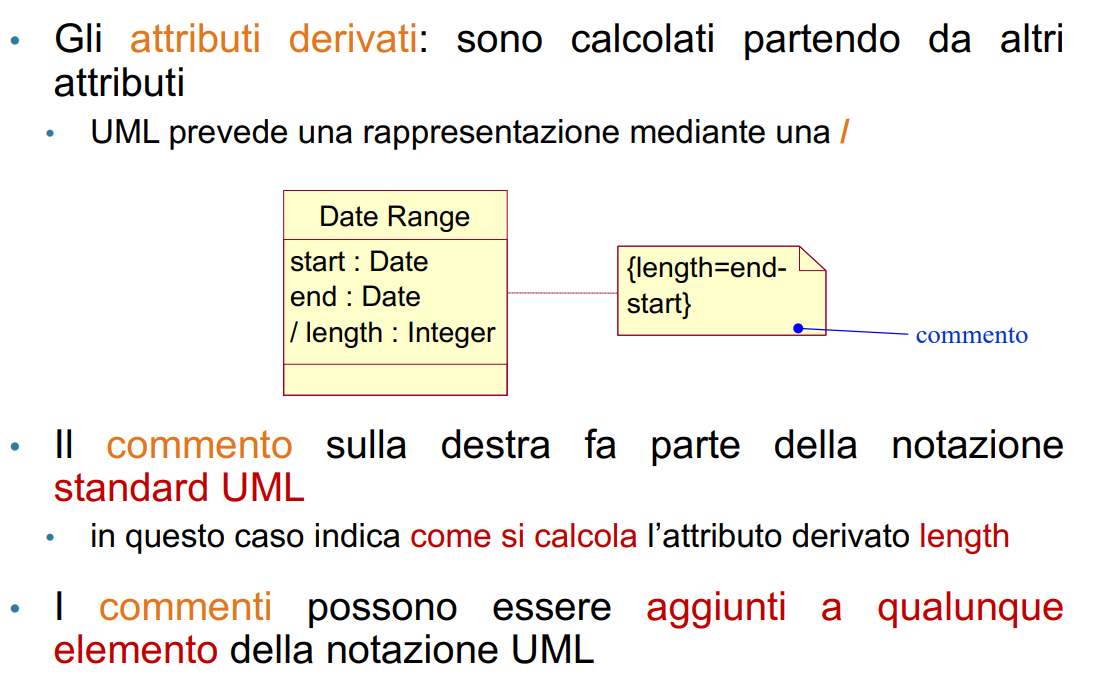 • Gli attributi derivati: sono calcolati partendo da altri
attributi
• UML prevede una rappresentazione mediante una /
Date Range
start : Date
end : Date
/ length : Integer
{length=end-
start}
commento
• Il commento sulla destra fa parte della notazione
standard UML
• in questo caso indica come si calcola l’attributo derivato length
• I commenti possono essere aggiunti a qualunque
elemento della notazione UML